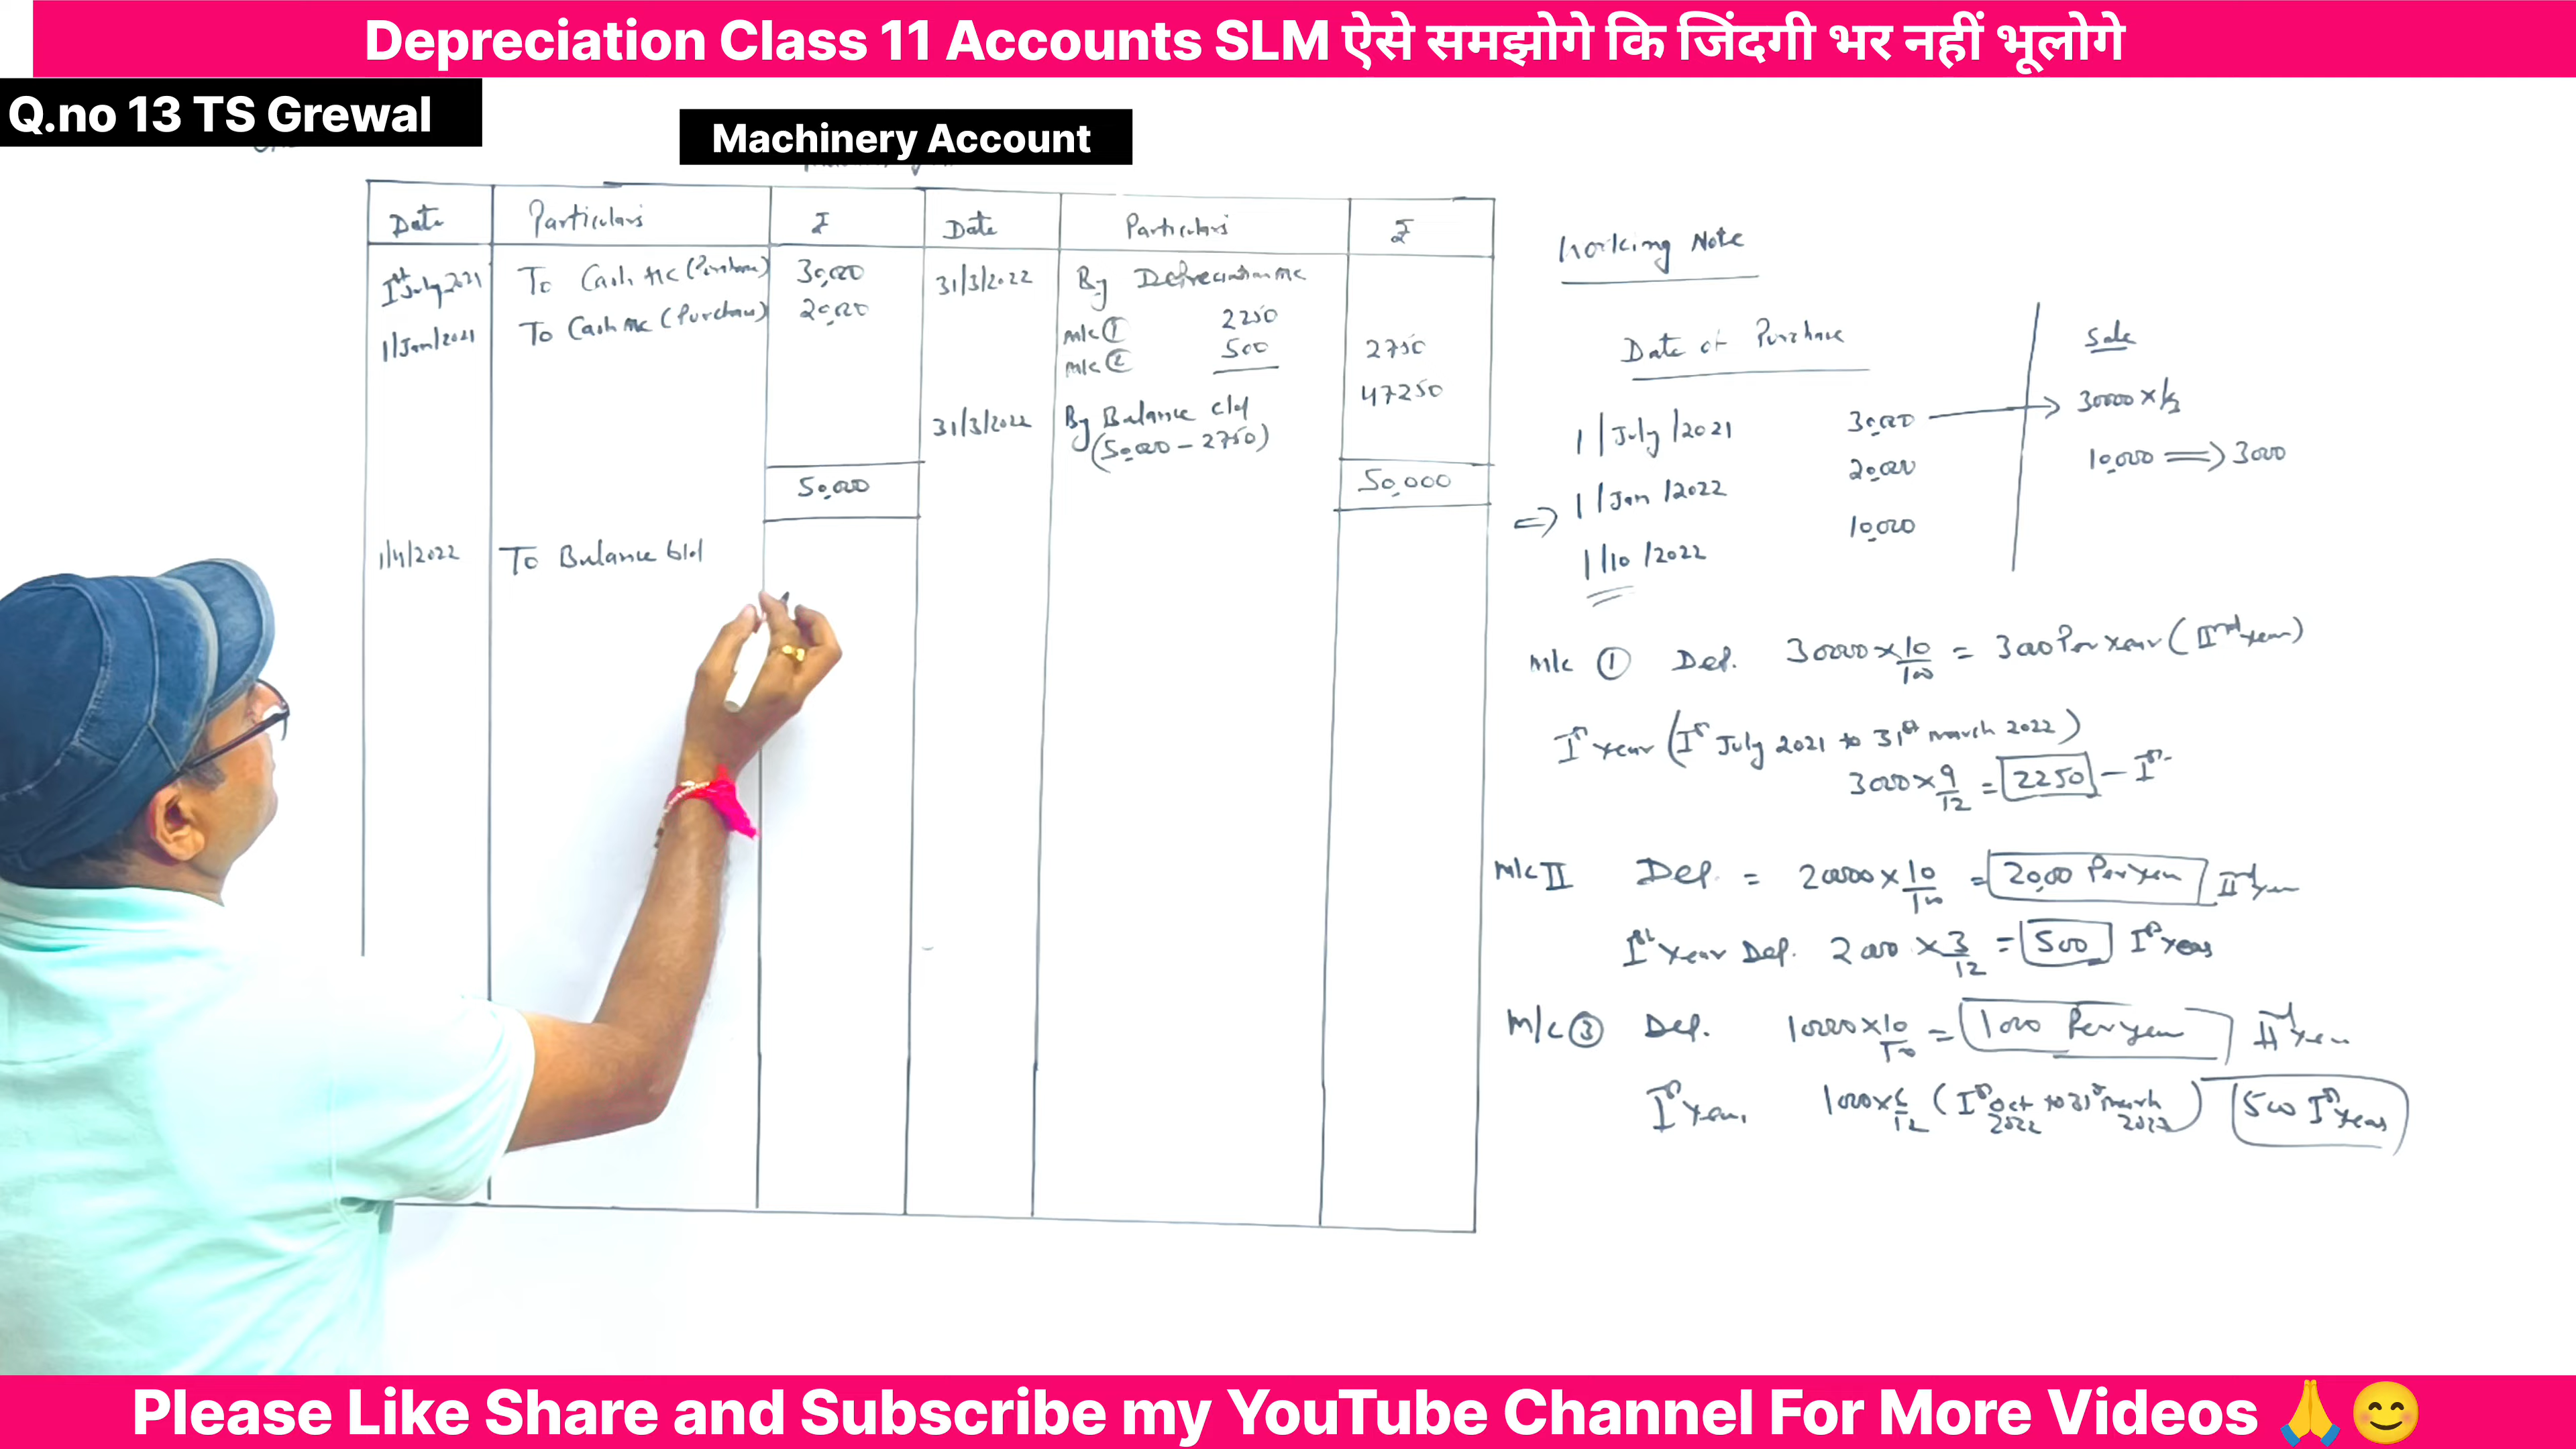 Depreciation Class 11 Accounts SLM ऐसे समझोगे कि जिंदगी भर नहीं भूलोगे
Q.no 13 TS Grewal
Machinery Account
Date Particulars ₹ Date Particulars ₹
Ist July 2021 To Cash A/c (Purchase) 30,000 31/3/2022 By Depreciation A/c
1/Jan/2021 To Cash A/c (Purchase) 20,000 M/c ① 2250
M/c ② 500 2750
31/3/2022 By Balance c/d 47250
(50,000 - 2750)
50,000 50,000
1/4/2022 To Balance b/d
Working Note
Date of Purchase Sale
1/July/2021 30,000 → 30000 × 1/3
1/Jan/2022 20,000 10,000 ⇒ 3000
⇒ 1/10/2022 10,000
M/c ① Dep. 30000 × 10/100 = 3000 Per Year (IInd Year)
Ist Year (Ist July 2021 to 31st March 2022)
3000 × 9/12 = 2250 - Ist
M/c II Dep. = 20000 × 10/100 = 20,00 Per Year IInd Year
Ist Year Dep. 2000 × 3/12 = 500 Ist Year
M/c ③ Dep. 10000 × 10/100 = 1000 Per year IInd Year
Ist Year 1000 × 6/12 (Ist Oct 2022 to 31st March 2023) 500 Ist Year
Please Like Share and Subscribe my YouTube Channel For More Videos 🙏😊